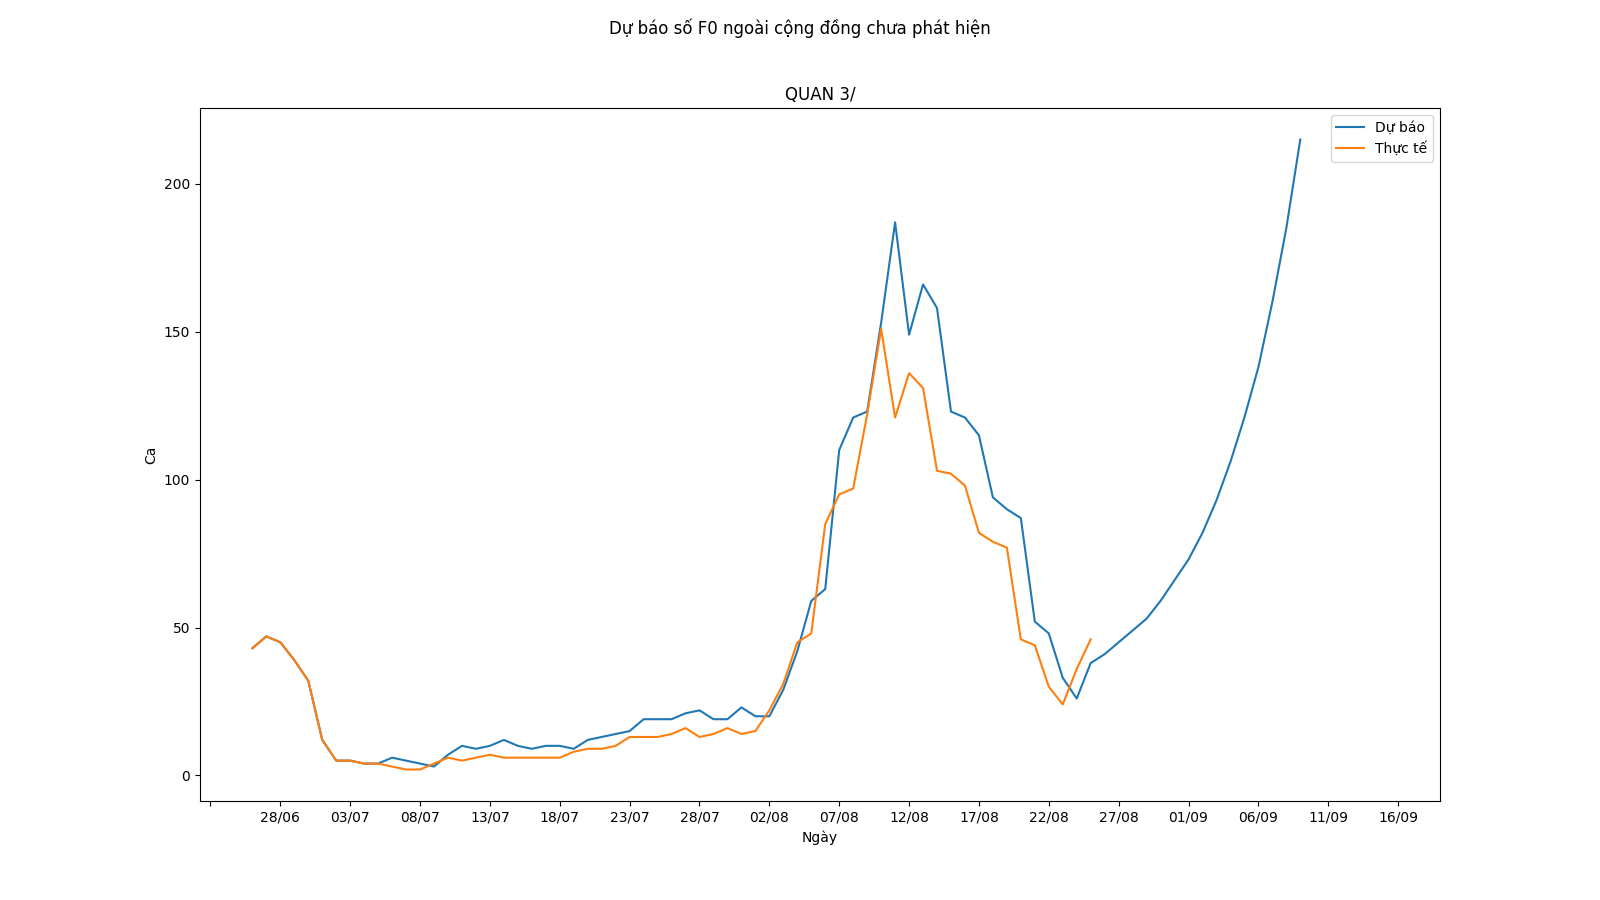 Dự báo số F0 ngoài cộng đồng chưa phát hiện
QUAN 3/
Dự báo
Thực tế
200
150
100
50
0
Ca
28/06 03/07 08/07 13/07 18/07 23/07 28/07 02/08 07/08 12/08 17/08 22/08 27/08 01/09 06/09 11/09 16/09
Ngày